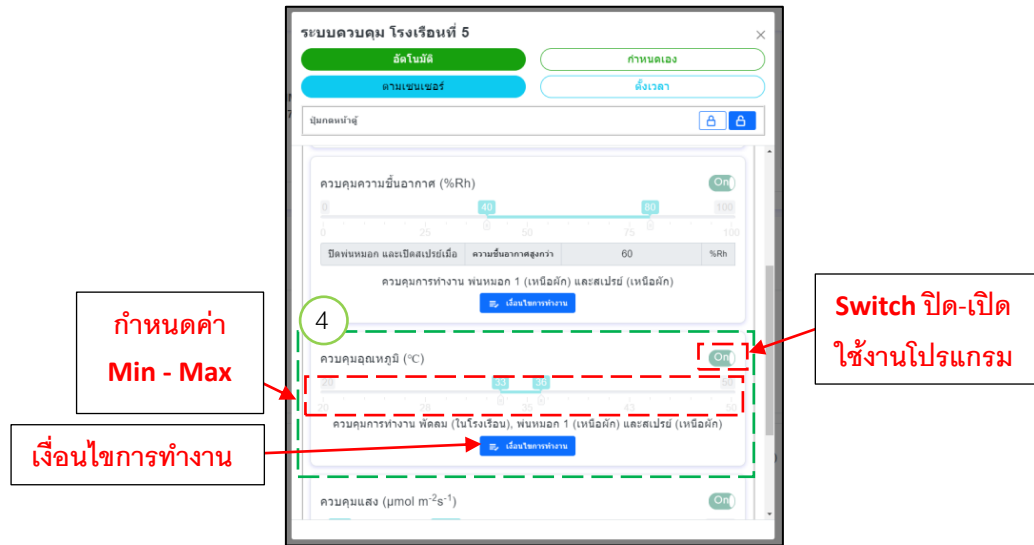 ระบบควบคุม โรงเรือนที่ 5
×
อัตโนมัติ
กำหนดเอง
ตามเซนเซอร์
ตั้งเวลา
ปุ่มกดหน้าตู้
ควบคุมความชื้นอากาศ (%Rh)
On
0 40 80 100
0 25 50 75 100
ปิดพ่นหมอก และเปิดสเปรย์เมื่อ ความชื้นอากาศสูงกว่า 60 %Rh
ควบคุมการทำงาน พ่นหมอก 1 (เหนือผัก) และสเปรย์ (เหนือผัก)
เงื่อนไขการทำงาน
4
กำหนดค่า
Min - Max
Switch ปิด-เปิด
ใช้งานโปรแกรม
ควบคุมอุณหภูมิ (°C)
On
20 33 36 50
ควบคุมการทำงาน พัดลม (ในโรงเรือน), พ่นหมอก 1 (เหนือผัก) และสเปรย์ (เหนือผัก)
เงื่อนไขการทำงาน
เงื่อนไขการทำงาน
ควบคุมแสง (µmol m⁻²s⁻¹)
On